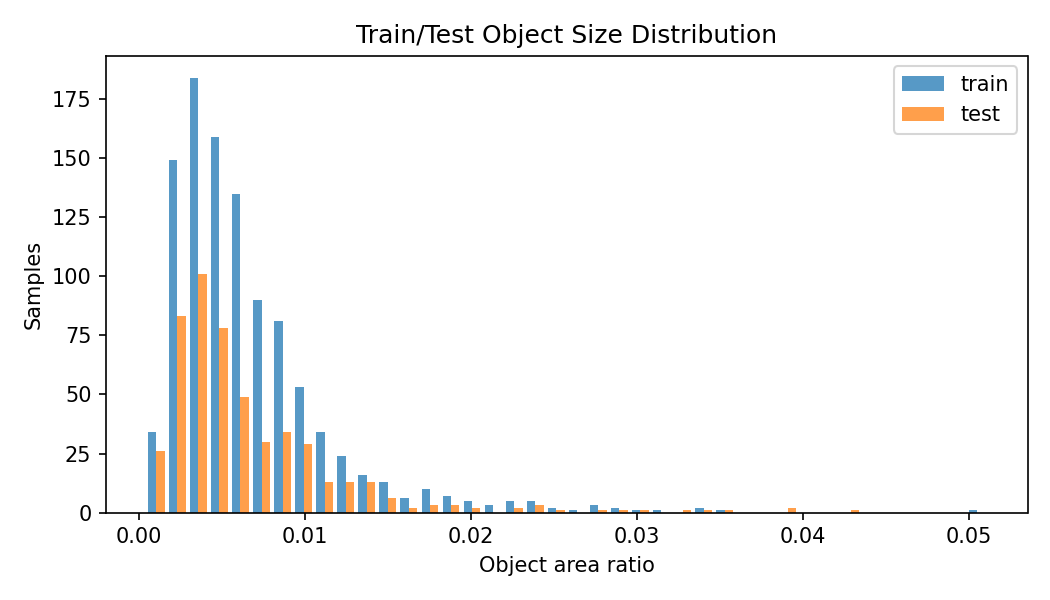 Train/Test Object Size Distribution
train
test
Samples
175
150
125
100
75
50
25
0
0.00 0.01 0.02 0.03 0.04 0.05
Object area ratio